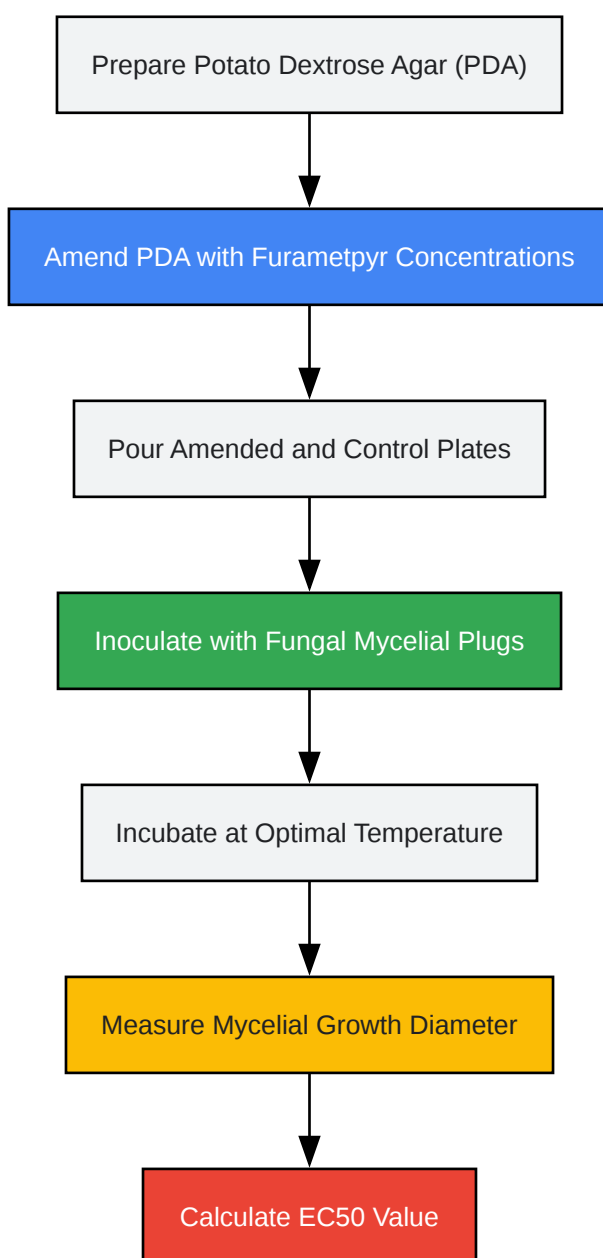 Prepare Potato Dextrose Agar (PDA)
Amend PDA with Furametpyr Concentrations
Pour Amended and Control Plates
Inoculate with Fungal Mycelial Plugs
Incubate at Optimal Temperature
Measure Mycelial Growth Diameter
Calculate EC50 Value